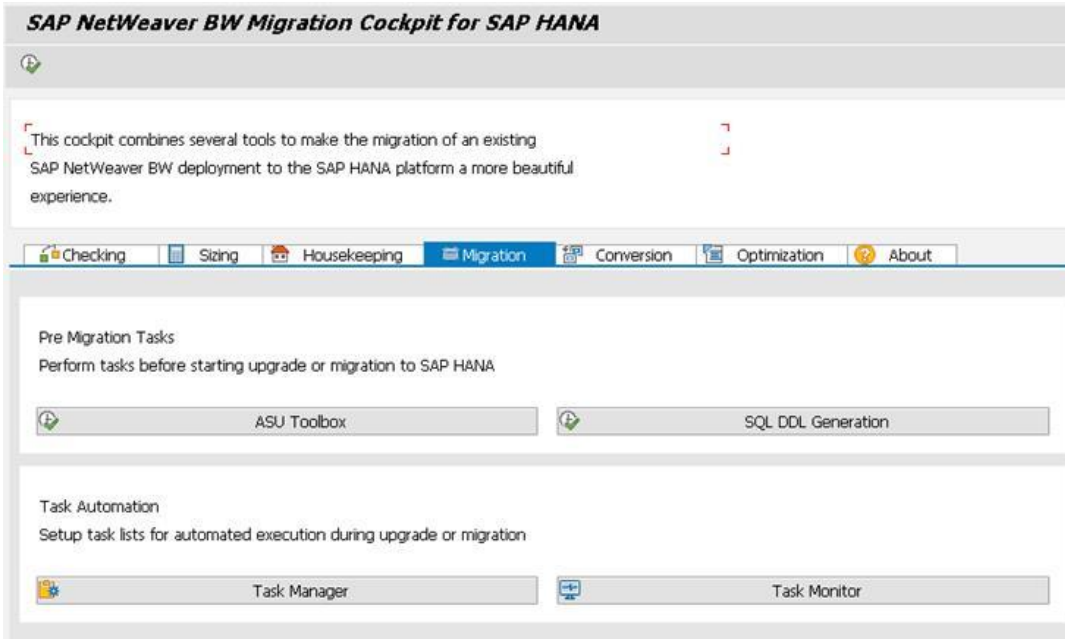 SAP NetWeaver BW Migration Cockpit for SAP HANA
This cockpit combines several tools to make the migration of an existing
SAP NetWeaver BW deployment to the SAP HANA platform a more beautiful
experience.
Checking Sizing Housekeeping Migration Conversion Optimization About
Pre Migration Tasks
Perform tasks before starting upgrade or migration to SAP HANA
ASU Toolbox SQL DDL Generation
Task Automation
Setup task lists for automated execution during upgrade or migration
Task Manager Task Monitor